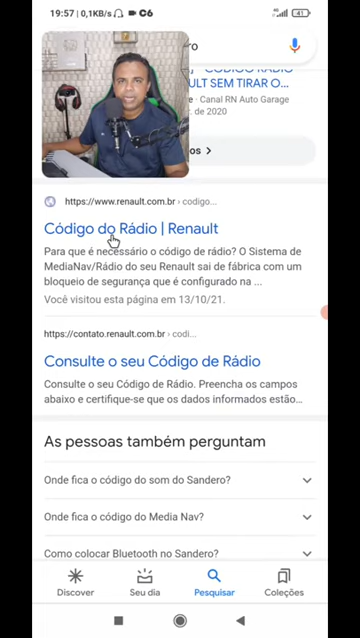 19:57 | 0,1KB/s
C6
4G
41
ro
- CÓDIGO RÁDIO
ULT SEM TIRAR O...
e · Canal RN Auto Garage
t. de 2020
os
https://www.renault.com.br › codigo...
Código do Rádio | Renault
Para que é necessário o código de rádio? O Sistema de
MediaNav/Rádio do seu Renault sai de fábrica com um
bloqueio de segurança que é configurado na ...
Você visitou esta página em 13/10/21.
https://contato.renault.com.br › codi...
Consulte o seu Código de Rádio
Consulte o seu Código de Rádio. Preencha os campos
abaixo e certifique-se que os dados informados estão...
As pessoas também perguntam
Onde fica o código do som do Sandero?
Onde fica o código do Media Nav?
Como colocar Bluetooth no Sandero?
Discover
Seu dia
Pesquisar
Coleções